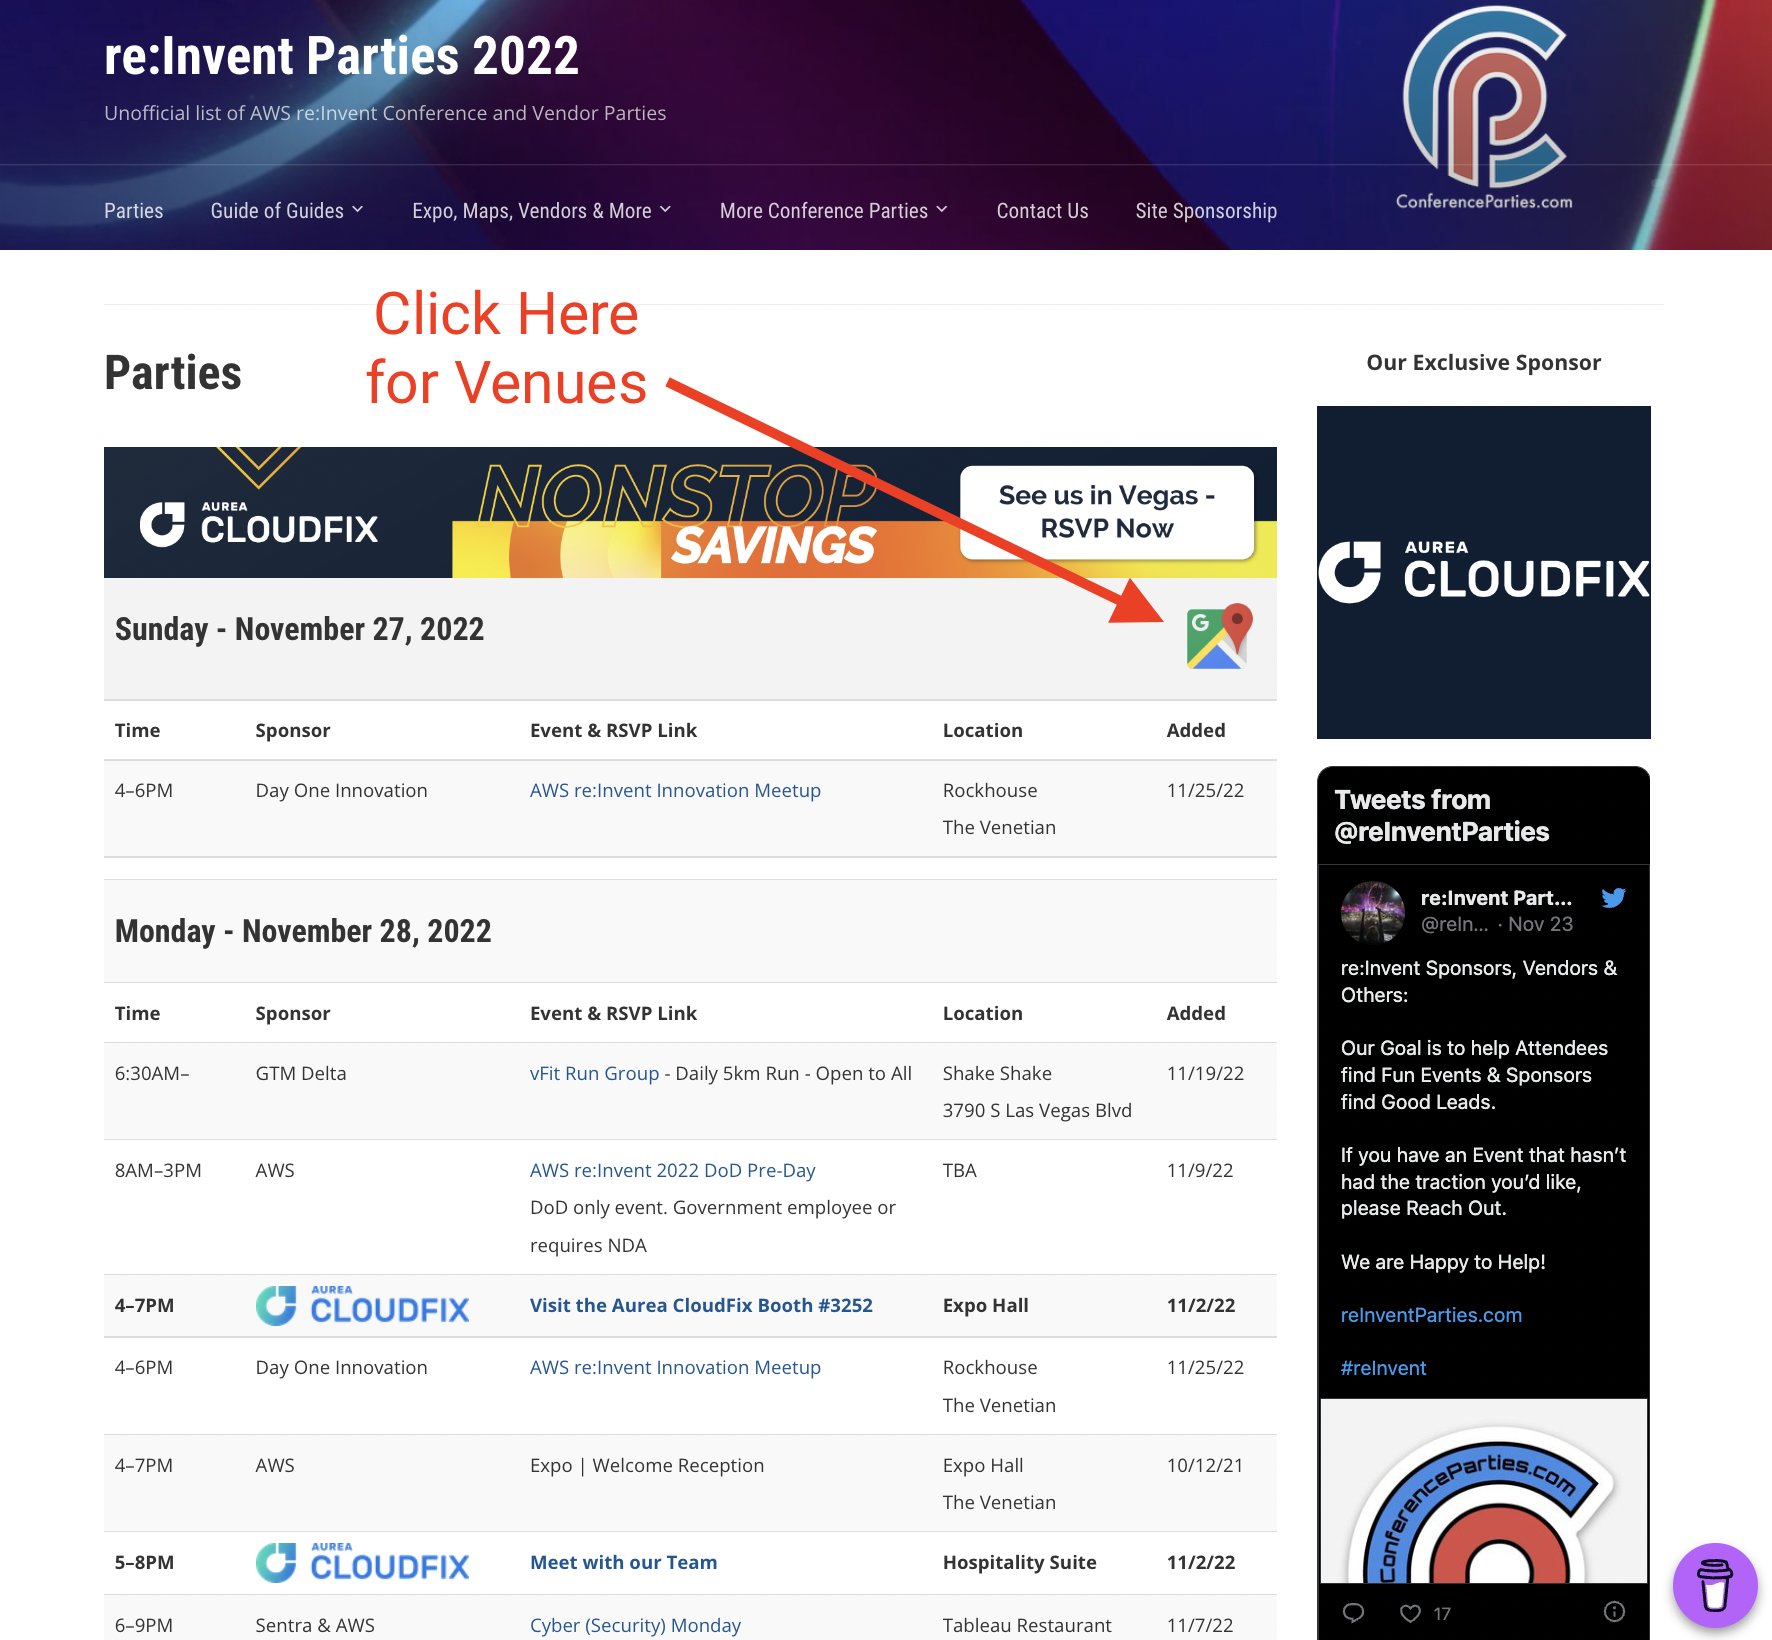 re:Invent Parties 2022
Unofficial list of AWS re:Invent Conference and Vendor Parties
ConferenceParties.com
Parties
Guide of Guides
Expo, Maps, Vendors & More
More Conference Parties
Contact Us
Site Sponsorship
Click Here
for Venues
Parties
AUREA
CLOUDFIX
NONSTOP
SAVINGS
See us in Vegas -
RSVP Now
Sunday - November 27, 2022
G
Time Sponsor Event & RSVP Link Location Added
4–6PM Day One Innovation AWS re:Invent Innovation Meetup Rockhouse 11/25/22
The Venetian
Monday - November 28, 2022
Time Sponsor Event & RSVP Link Location Added
6:30AM– GTM Delta vFit Run Group - Daily 5km Run - Open to All Shake Shake 11/19/22
3790 S Las Vegas Blvd
8AM–3PM AWS AWS re:Invent 2022 DoD Pre-Day TBA 11/9/22
DoD only event. Government employee or
requires NDA
4–7PM AUREA CLOUDFIX Visit the Aurea CloudFix Booth #3252 Expo Hall 11/2/22
4–6PM Day One Innovation AWS re:Invent Innovation Meetup Rockhouse 11/25/22
The Venetian
4–7PM AWS Expo | Welcome Reception Expo Hall 10/12/21
The Venetian
5–8PM AUREA CLOUDFIX Meet with our Team Hospitality Suite 11/2/22
6–9PM Sentra & AWS Cyber (Security) Monday Tableau Restaurant 11/7/22
Our Exclusive Sponsor
AUREA
CLOUDFIX
Tweets from
@reInventParties
re:Invent Part...
@reIn... · Nov 23
re:Invent Sponsors, Vendors &
Others:
Our Goal is to help Attendees
find Fun Events & Sponsors
find Good Leads.
If you have an Event that hasn't
had the traction you'd like,
please Reach Out.
We are Happy to Help!
reInventParties.com
#reInvent
ConferenceParties.com
17